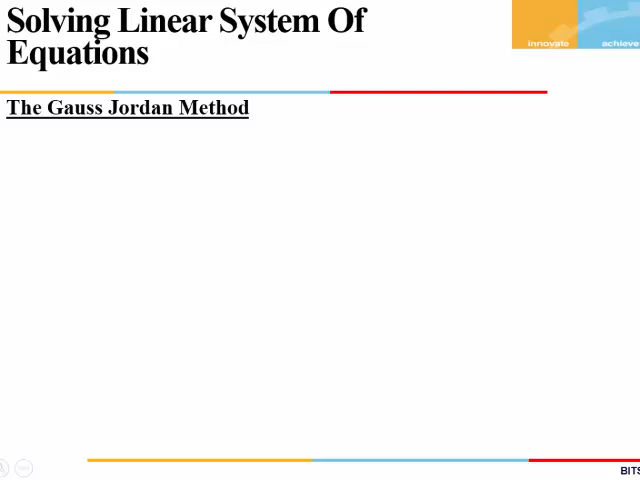 Solving Linear System Of
Equations
innovate achieve
The Gauss Jordan Method
BITS